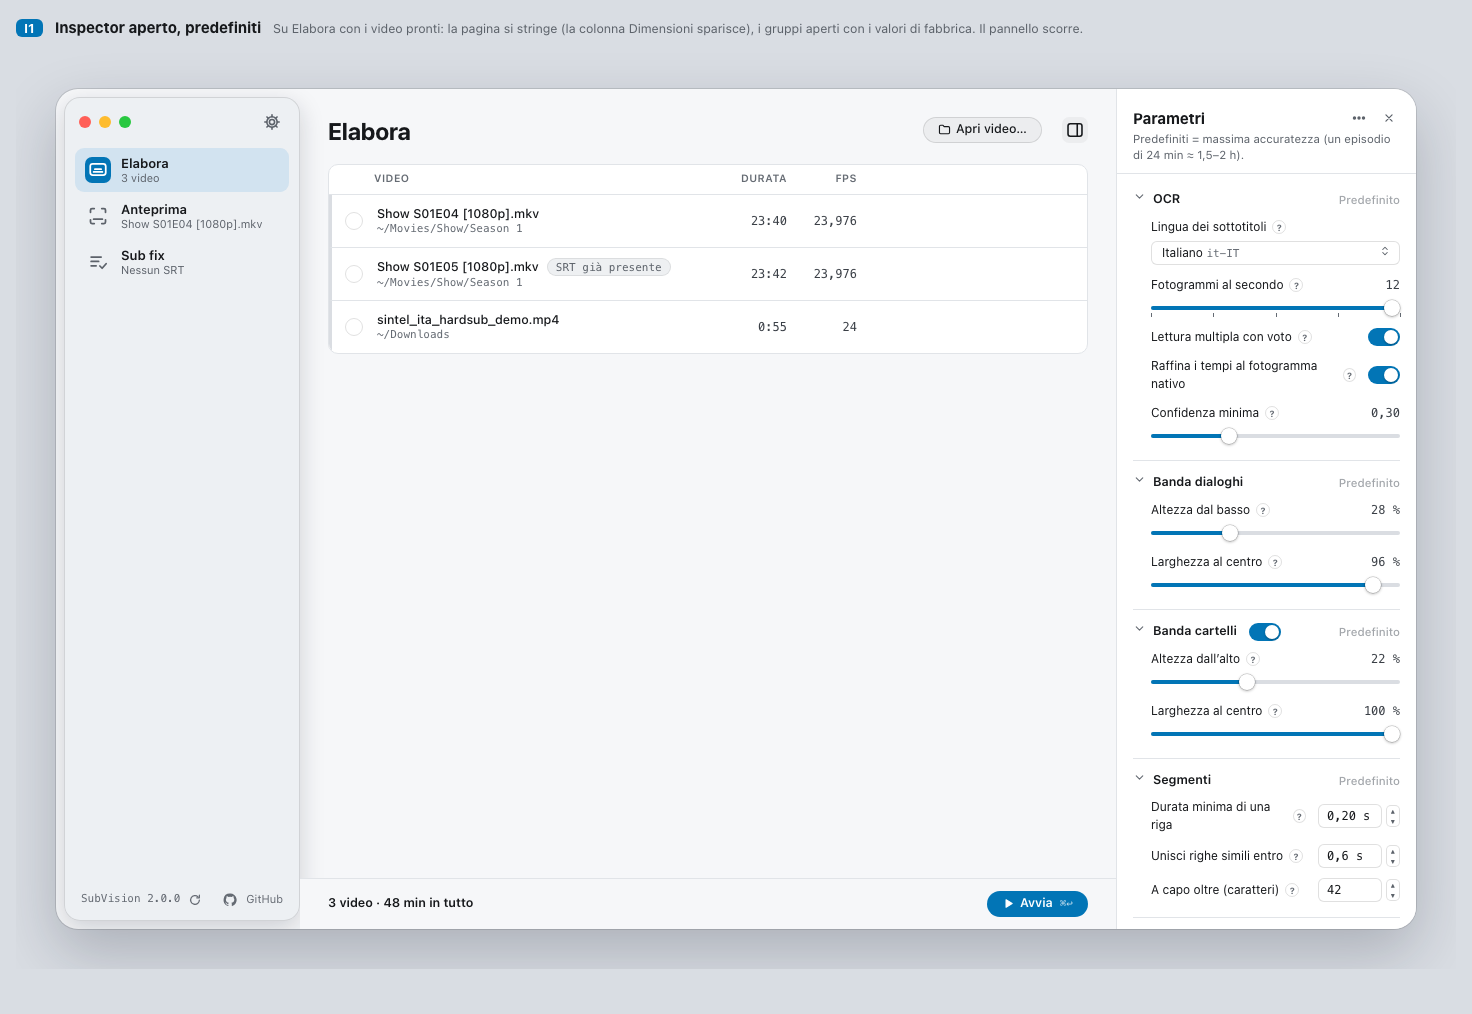 I1 Inspector aperto, predefiniti Su Elabora con i video pronti: la pagina si stringe (la colonna Dimensioni sparisce), i gruppi aperti con i valori di fabbrica. Il pannello scorre.
Elabora
3 video
Anteprima
Show S01E04 [1080p].mkv
Sub fix
Nessun SRT
SubVision 2.0.0 GitHub
Elabora Apri video…
VIDEO DURATA FPS
Show S01E04 [1080p].mkv 23:40 23,976
~/Movies/Show/Season 1
Show S01E05 [1080p].mkv SRT già presente 23:42 23,976
~/Movies/Show/Season 1
sintel_ita_hardsub_demo.mp4 0:55 24
~/Downloads
3 video · 48 min in tutto Avvia ⌘↩
Parametri
Predefiniti = massima accuratezza (un episodio
di 24 min ≈ 1,5–2 h).
OCR Predefinito
Lingua dei sottotitoli ?
Italiano it-IT
Fotogrammi al secondo ? 12
Lettura multipla con voto ?
Raffina i tempi al fotogramma
nativo ?
Confidenza minima ? 0,30
Banda dialoghi Predefinito
Altezza dal basso ? 28 %
Larghezza al centro ? 96 %
Banda cartelli Predefinito
Altezza dall'alto ? 22 %
Larghezza al centro ? 100 %
Segmenti Predefinito
Durata minima di una
riga ? 0,20 s
Unisci righe simili entro ? 0,6 s
A capo oltre (caratteri) ? 42